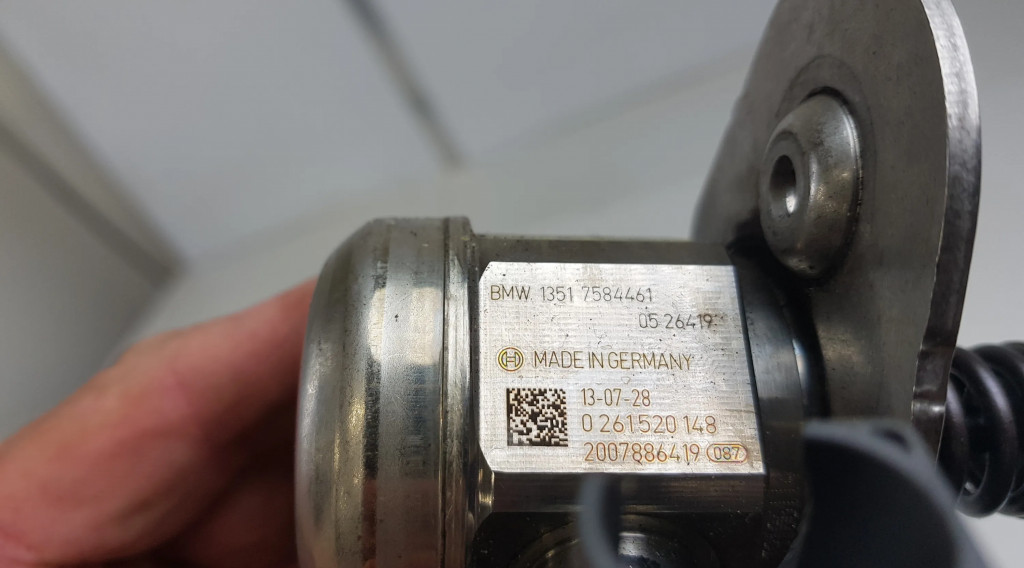 BMW 1351 7584461
05 26419
MADE IN GERMANY
13-07-28
0 261 520 148
2007886419 087